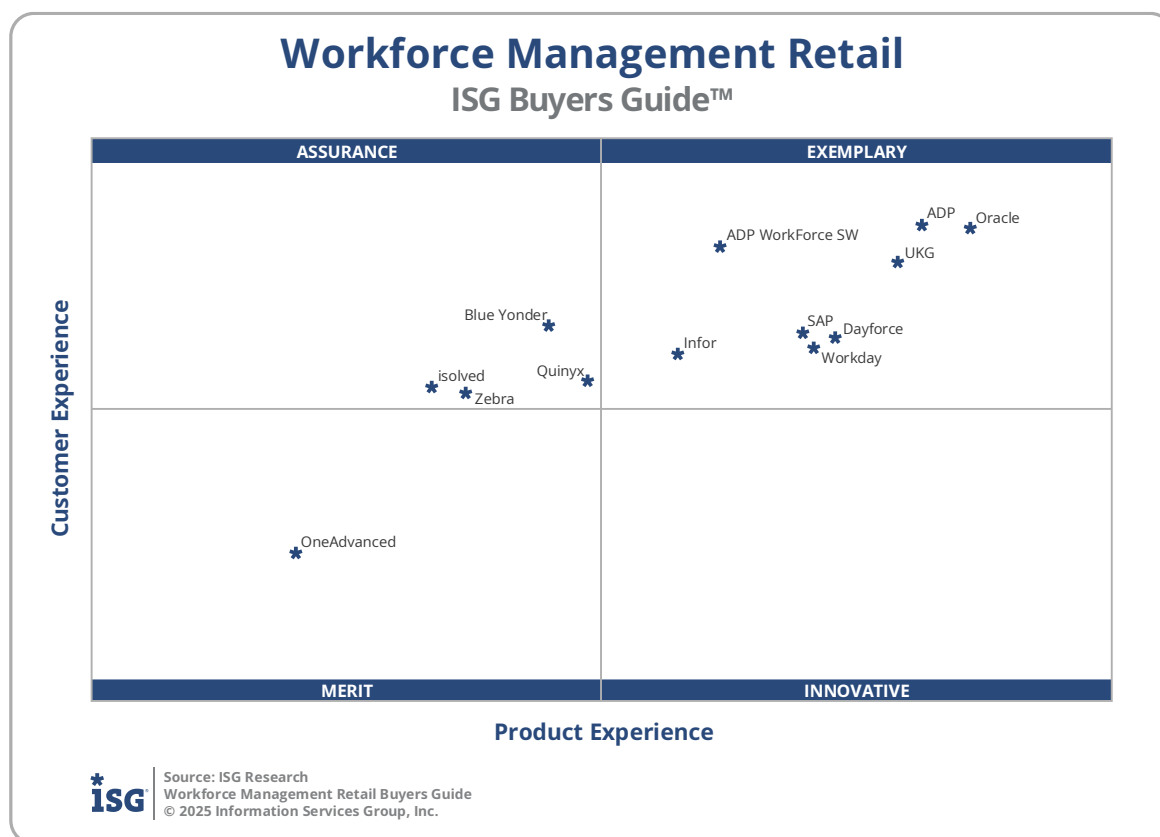 Workforce Management Retail
ISG Buyers Guide™
ASSURANCE
EXEMPLARY
ADP
Oracle
ADP WorkForce SW
UKG
Blue Yonder
SAP
Dayforce
Infor
Workday
Quinyx
isolved
Zebra
Customer Experience
OneAdvanced
MERIT
INNOVATIVE
Product Experience
ISG
Source: ISG Research
Workforce Management Retail Buyers Guide
© 2025 Information Services Group, Inc.